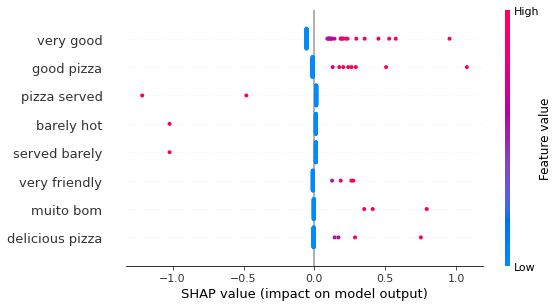 High
very good
good pizza
pizza served
barely hot
served barely
very friendly
muito bom
delicious pizza
Low
Feature value
−1.0
−0.5
0.0
0.5
1.0
SHAP value (impact on model output)